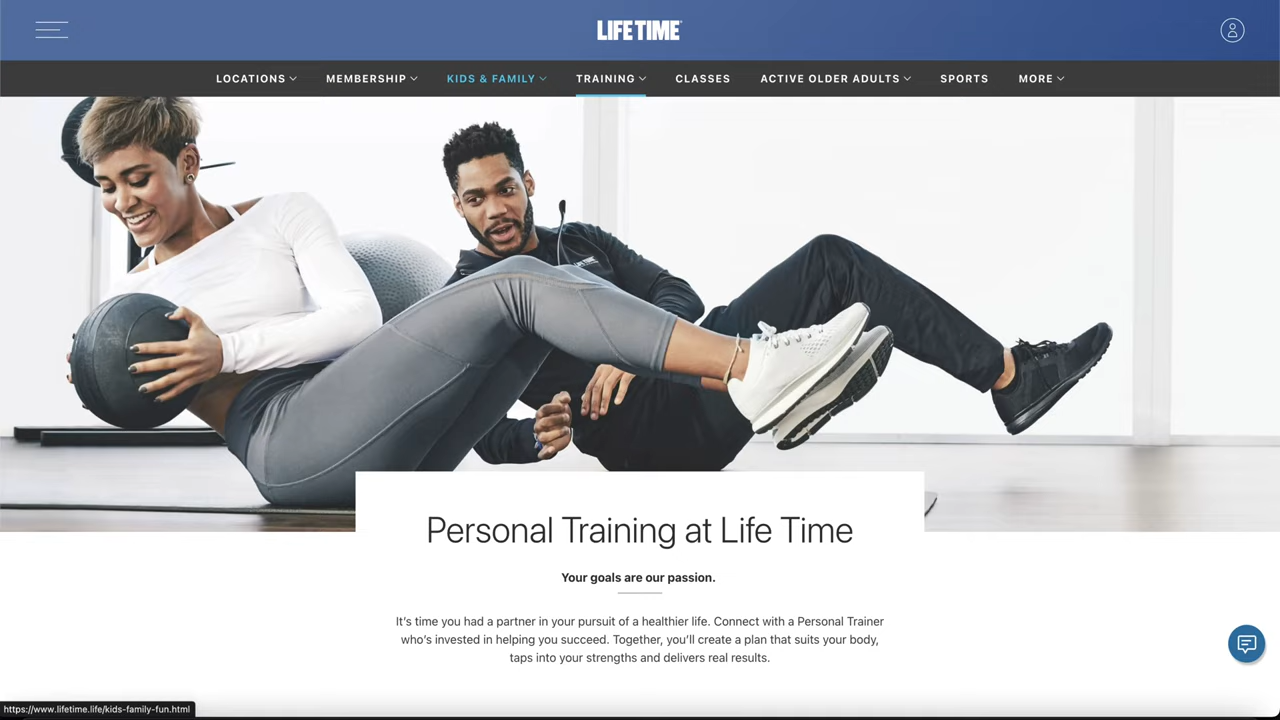 LIFETIME
LOCATIONS MEMBERSHIP KIDS & FAMILY TRAINING CLASSES ACTIVE OLDER ADULTS SPORTS MORE
Personal Training at Life Time
Your goals are our passion.
It's time you had a partner in your pursuit of a healthier life. Connect with a Personal Trainer
who's invested in helping you succeed. Together, you'll create a plan that suits your body,
taps into your strengths and delivers real results.
https://www.lifetime.life/kids-family-fun.html